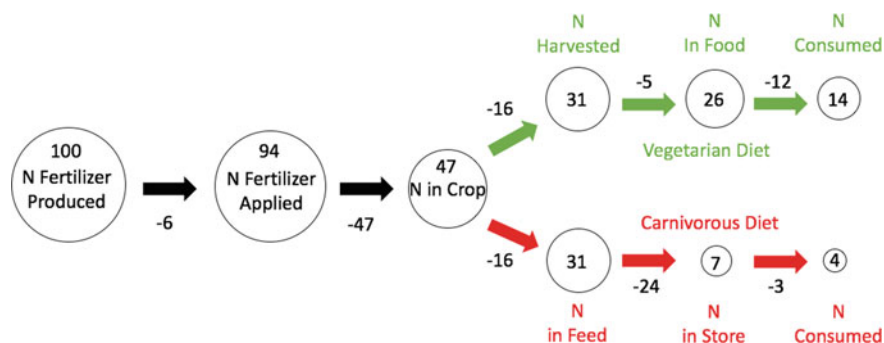 N
Harvested
N
In Food
N
Consumed
-16
31
-5
26
-12
14
Vegetarian Diet
100
N Fertilizer
Produced
-6
94
N Fertilizer
Applied
-47
47
N in Crop
Carnivorous Diet
-16
31
-24
7
-3
4
N
in Feed
N
in Store
N
Consumed